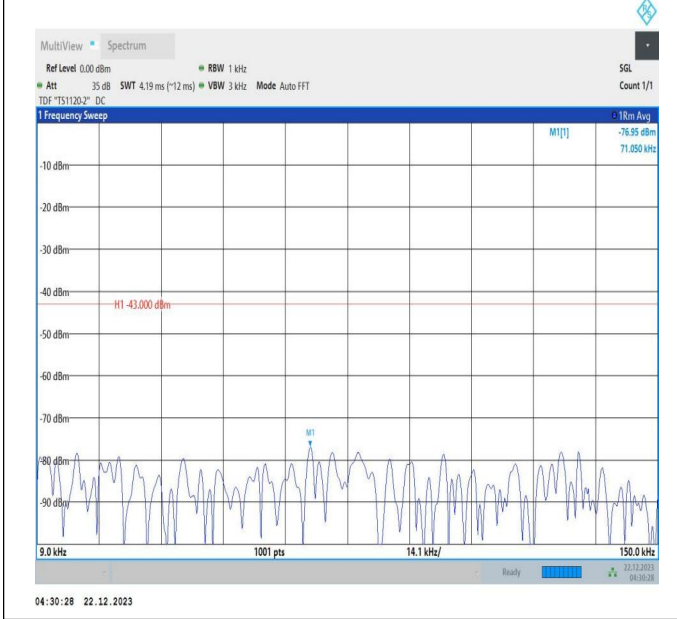 MultiView Spectrum
Ref Level 0.00 dBm RBW 1 kHz SGL
Att 35 dB SWT 4.19 ms (~12 ms) VBW 3 kHz Mode Auto FFT Count 1/1
TDF "TS1120-2" DC
1 Frequency Sweep 1Rm Avg
M1[1] -76.95 dBm
71.050 kHz
-10 dBm
-20 dBm
-30 dBm
-40 dBm
H1 -43.000 dBm
-50 dBm
-60 dBm
-70 dBm
M1
-80 dBm
-90 dBm
9.0 kHz 1001 pts 14.1 kHz/ 150.0 kHz
Ready 22.12.2023
04:30:28
04:30:28 22.12.2023